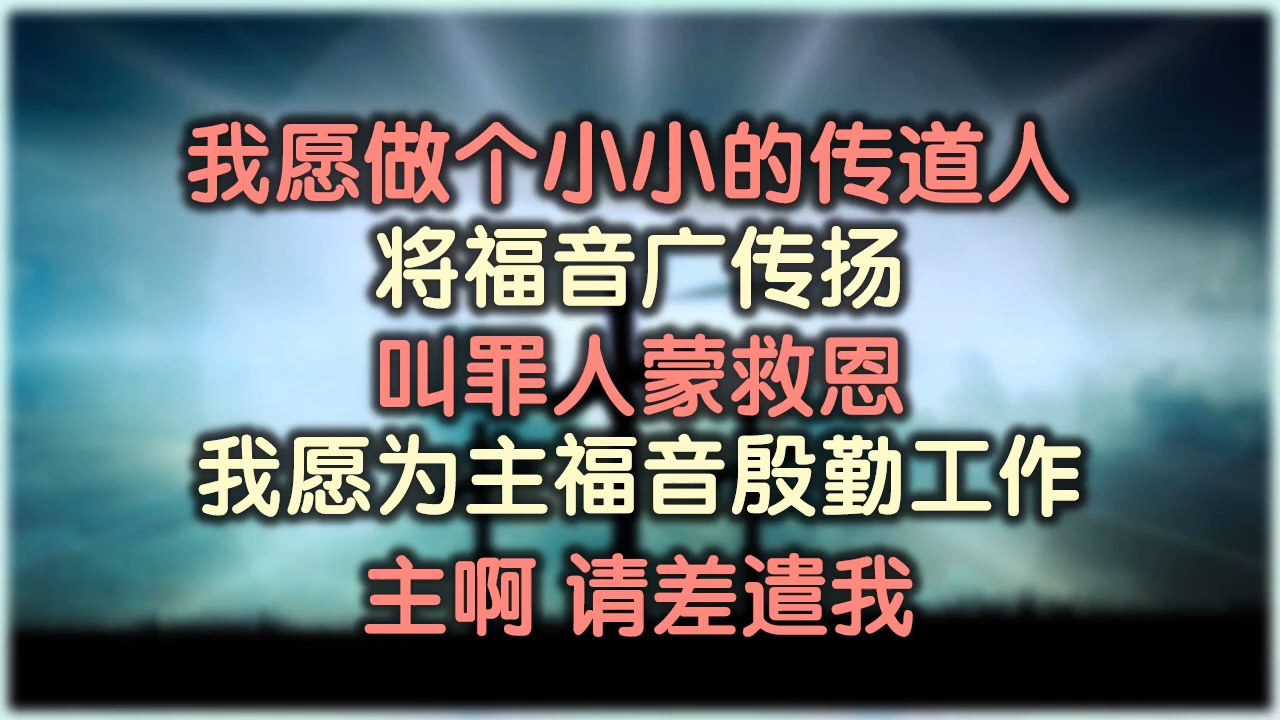 我愿做个小小的传道人
将福音广传扬
叫罪人蒙救恩
我愿为主福音殷勤工作
主啊 请差遣我